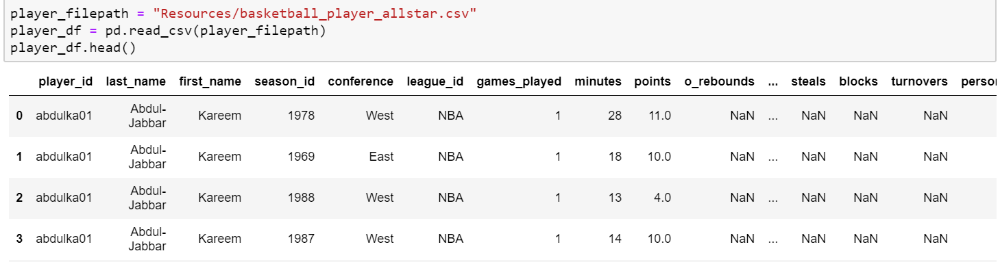 player_filepath = "Resources/basketball_player_allstar.csv"
player_df = pd.read_csv(player_filepath)
player_df.head()
player_id last_name first_name season_id conference league_id games_played minutes points o_rebounds ... steals blocks turnovers person
0 abdulka01 Abdul-Jabbar Kareem 1978 West NBA 1 28 11.0 NaN ... NaN NaN NaN
1 abdulka01 Abdul-Jabbar Kareem 1969 East NBA 1 18 10.0 NaN ... NaN NaN NaN
2 abdulka01 Abdul-Jabbar Kareem 1988 West NBA 1 13 4.0 NaN ... NaN NaN NaN
3 abdulka01 Abdul-Jabbar Kareem 1987 West NBA 1 14 10.0 NaN ... NaN NaN NaN